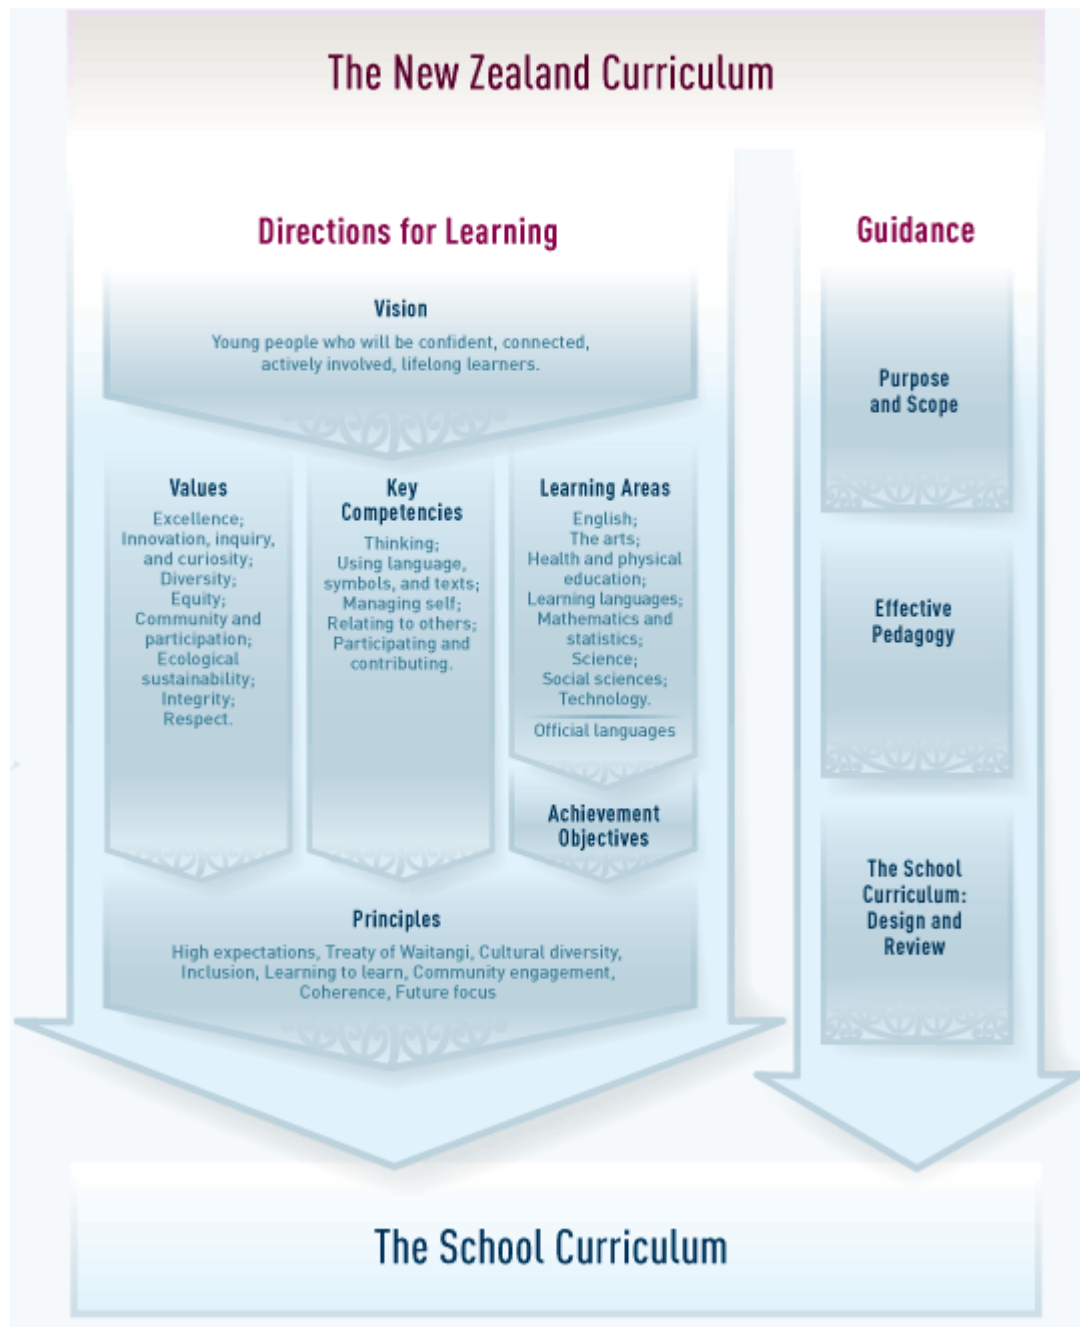 The New Zealand Curriculum
Directions for Learning
Vision
Young people who will be confident, connected,
actively involved, lifelong learners.
Values
Excellence;
Innovation, inquiry,
and curiosity;
Diversity;
Equity;
Community and
participation;
Ecological
sustainability;
Integrity;
Respect.
Key
Competencies
Thinking;
Using language,
symbols, and texts;
Managing self;
Relating to others;
Participating and
contributing.
Learning Areas
English;
The arts;
Health and physical
education;
Learning languages;
Mathematics and
statistics;
Science;
Social sciences;
Technology.
Official languages
Achievement
Objectives
Principles
High expectations, Treaty of Waitangi, Cultural diversity,
Inclusion, Learning to learn, Community engagement,
Coherence, Future focus
Guidance
Purpose
and Scope
Effective
Pedagogy
The School
Curriculum:
Design and
Review
The School Curriculum